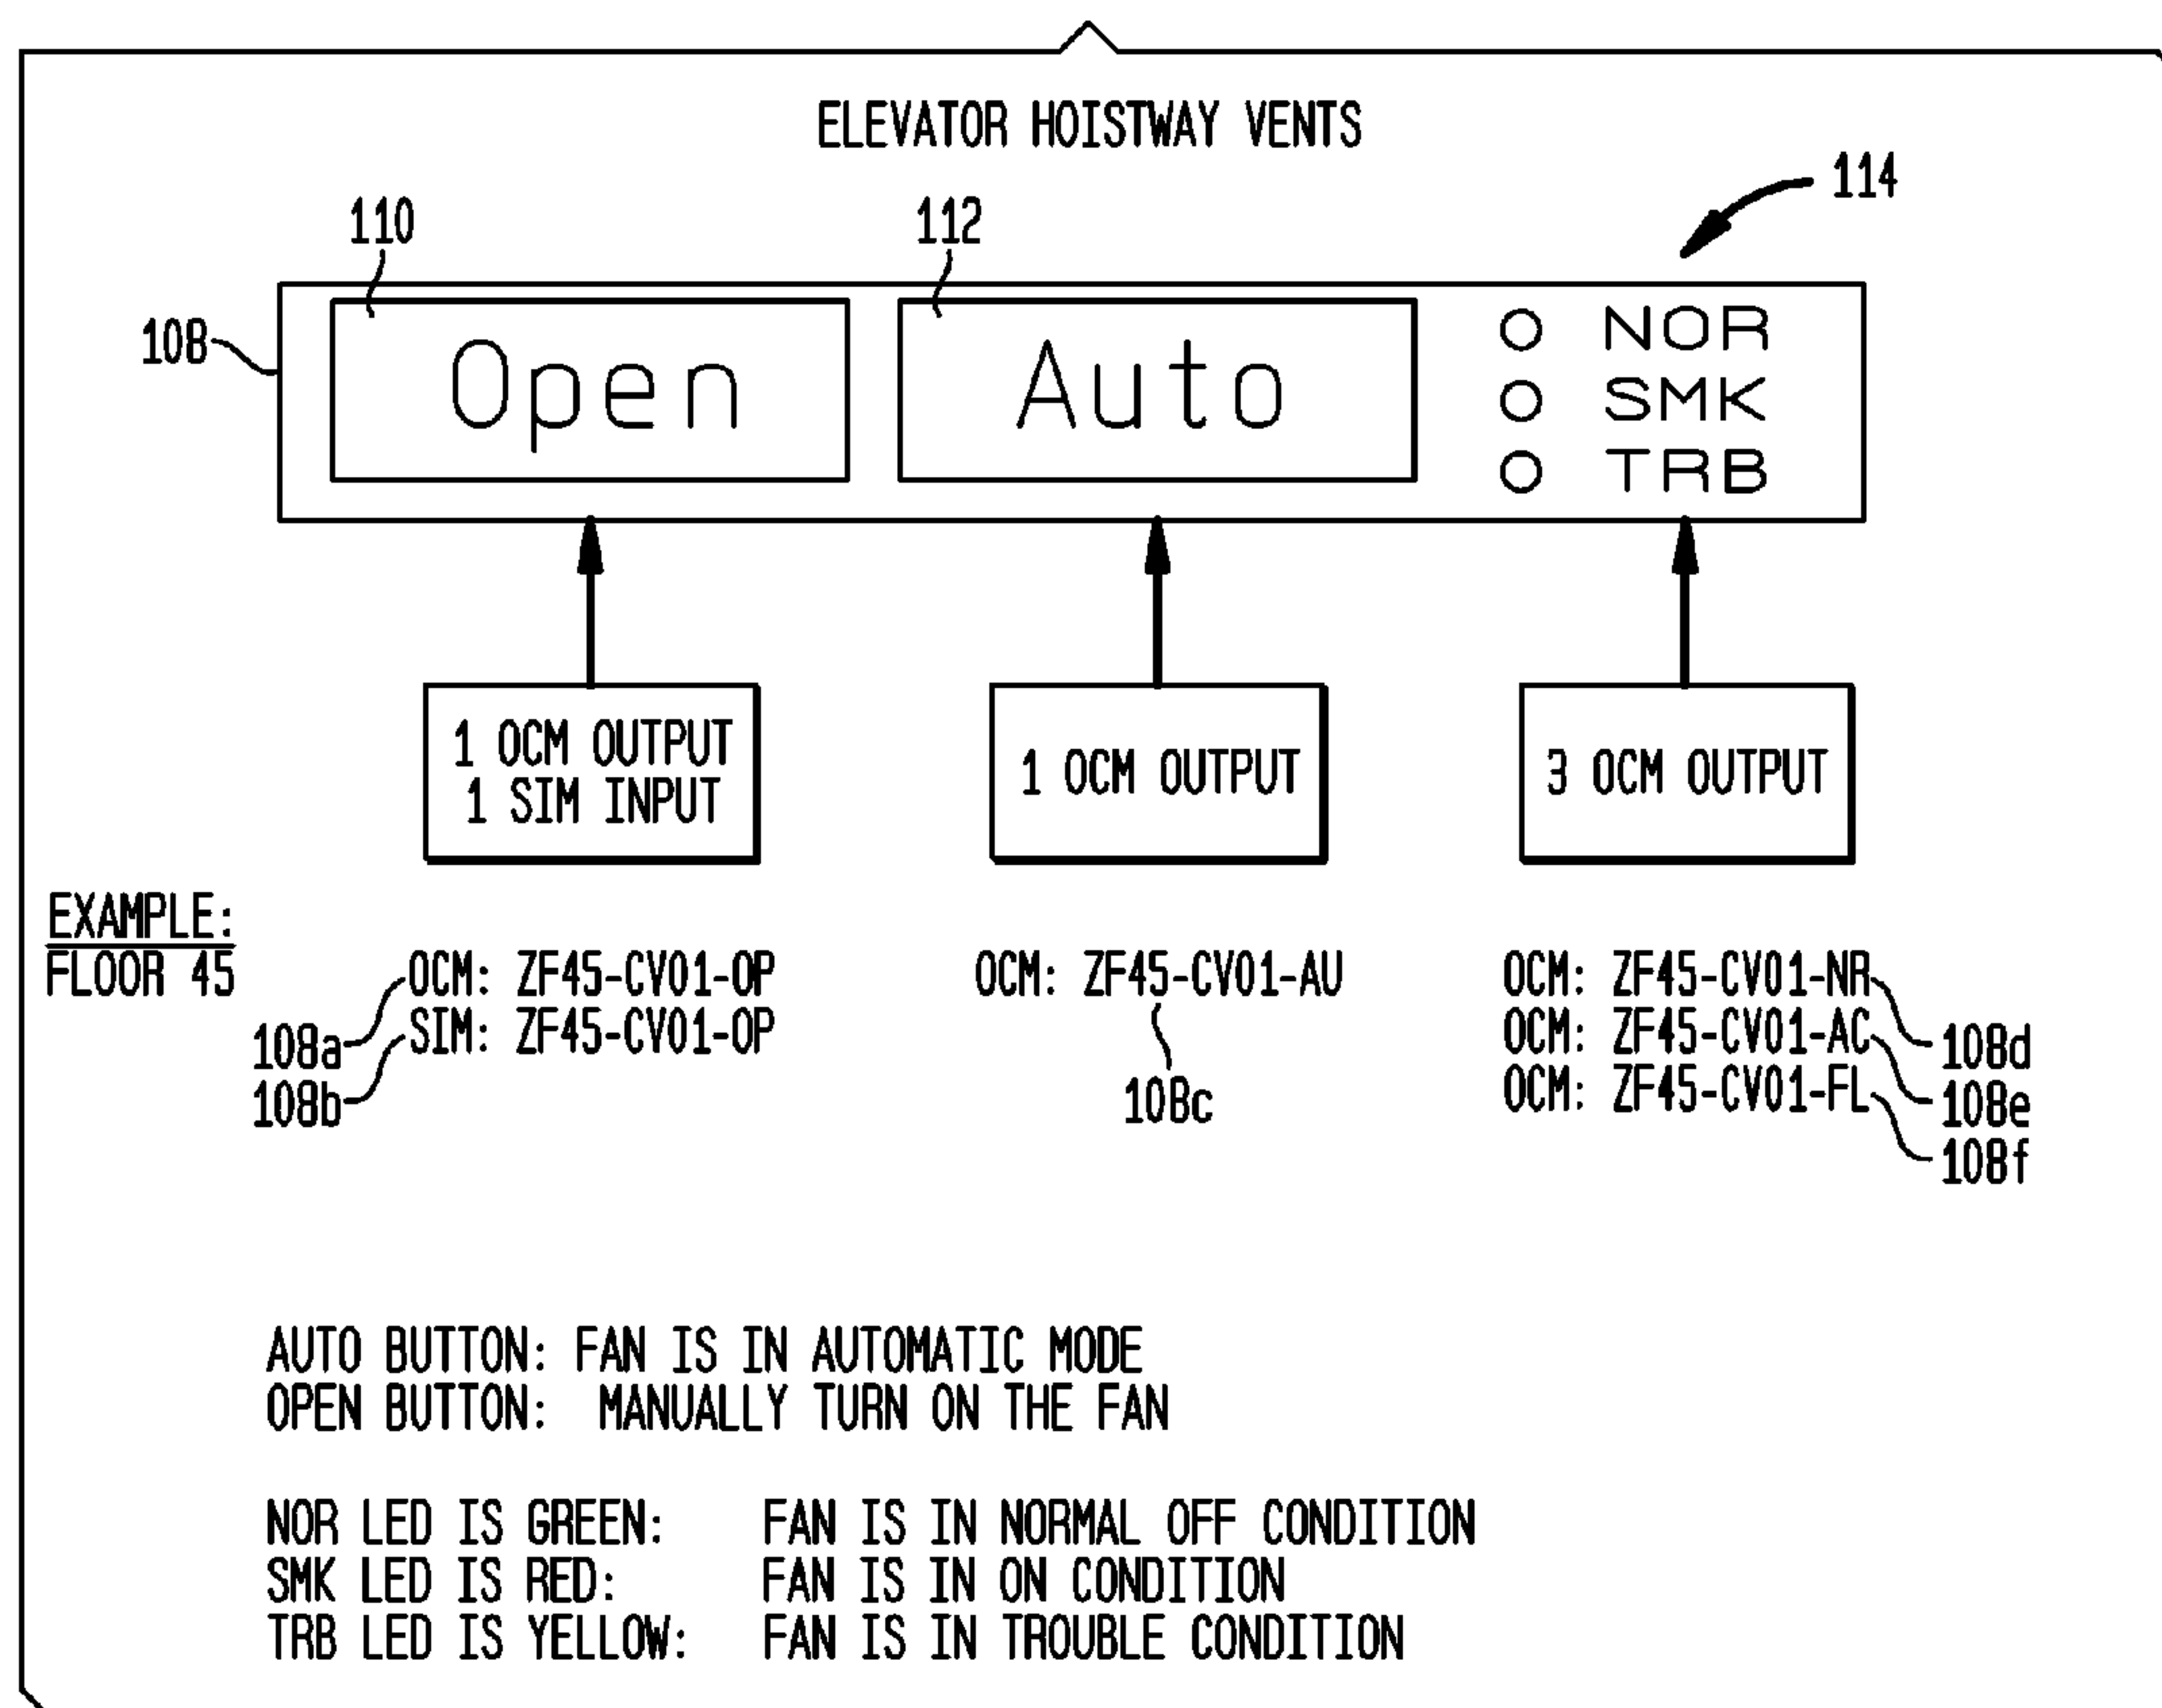 ELEVATOR HOISTWAY VENTS
114
110
112
108
Open
Auto
NOR
SMK
TRB
1 OCM OUTPUT
1 SIM INPUT
1 OCM OUTPUT
3 OCM OUTPUT
EXAMPLE:
FLOOR 45
OCM: ZF45-CV01-OP
SIM: ZF45-CV01-OP
108a
108b
OCM: ZF45-CV01-AU
10Bc
OCM: ZF45-CV01-NR
OCM: ZF45-CV01-AC
OCM: ZF45-CV01-FL
108d
108e
108f
AUTO BUTTON: FAN IS IN AUTOMATIC MODE
OPEN BUTTON: MANUALLY TURN ON THE FAN
NOR LED IS GREEN: FAN IS IN NORMAL OFF CONDITION
SMK LED IS RED: FAN IS IN ON CONDITION
TRB LED IS YELLOW: FAN IS IN TROUBLE CONDITION